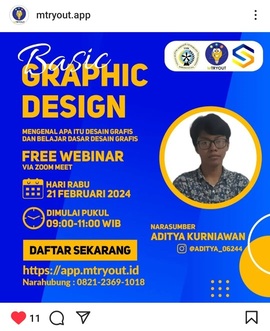 mtryout.app
Basic
GRAPHIC
DESIGN
MENGENAL APA ITU DESAIN GRAFIS
DAN BELAJAR DASAR DESAIN GRAFIS
FREE WEBINAR
VIA ZOOM MEET
HARI RABU
21 FEBRUARI 2024
DIMULAI PUKUL
09:00-11:00 WIB
DAFTAR SEKARANG
https://app.mtryout.id
Narahubung : 0821-2369-1018
NARASUMBER
ADITYA KURNIAWAN
@ADITYA_06244
11